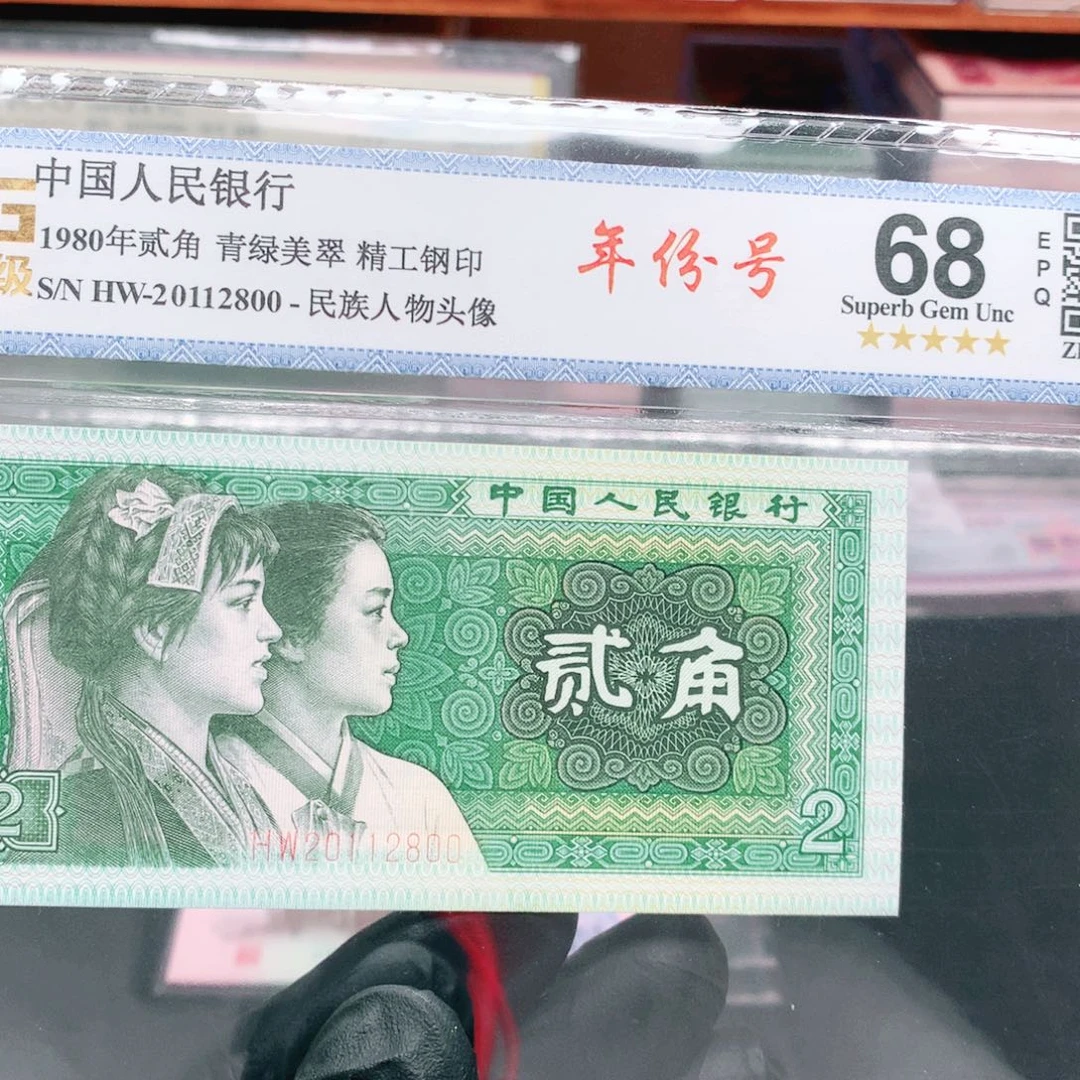 中国人民银行
1980年贰角 青绿美翠 精工钢印
级
S/N HW-20112800 - 民族人物头像
年份号
68
Superb Gem Unc
EPQ
中国人民银行
贰角
2
2
HW20112800